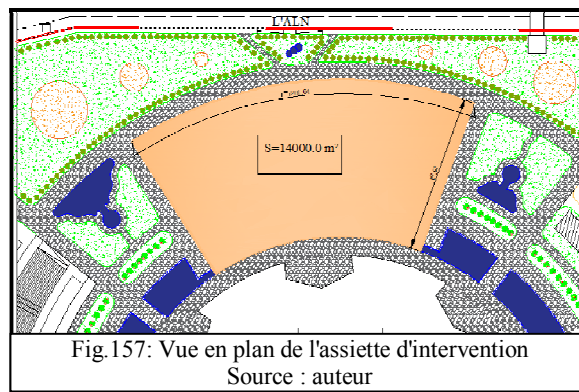 L'ALN
S=14000.0 m²
Fig.157: Vue en plan de l'assiette d'intervention
Source : auteur